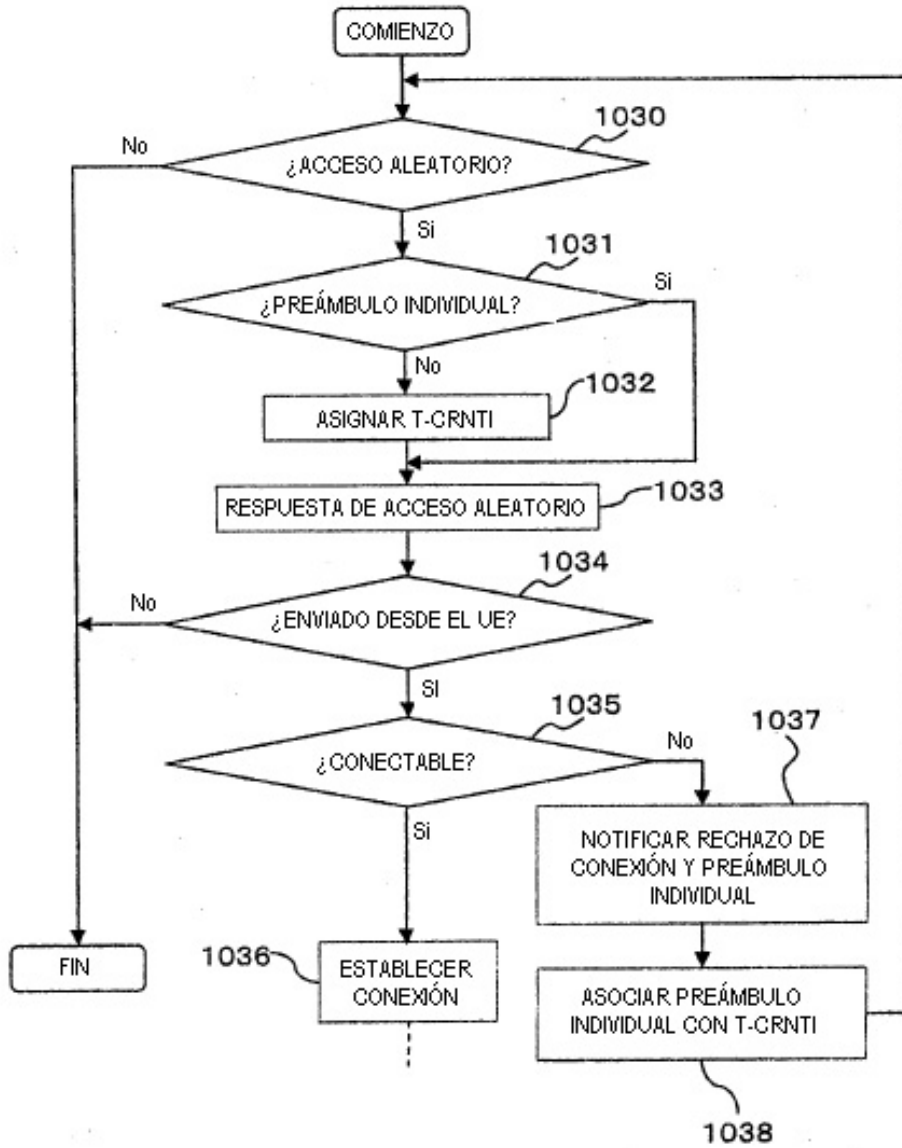 COMIENZO
1030
No
¿ACCESO ALEATORIO?
Si
1031
Si
¿PREÁMBULO INDIVIDUAL?
No
1032
ASIGNAR T-CRNTI
1033
RESPUESTA DE ACCESO ALEATORIO
1034
No
¿ENVIADO DESDE EL UE?
SI
1035
1037
No
¿CONECTABLE?
Si
NOTIFICAR RECHAZO DE
CONEXIÓN Y PREÁMBULO
INDIVIDUAL
FIN
1036
ESTABLECER
CONEXIÓN
ASOCIAR PREÁMBULO
INDIVIDUAL CON T-CRNTI
1038